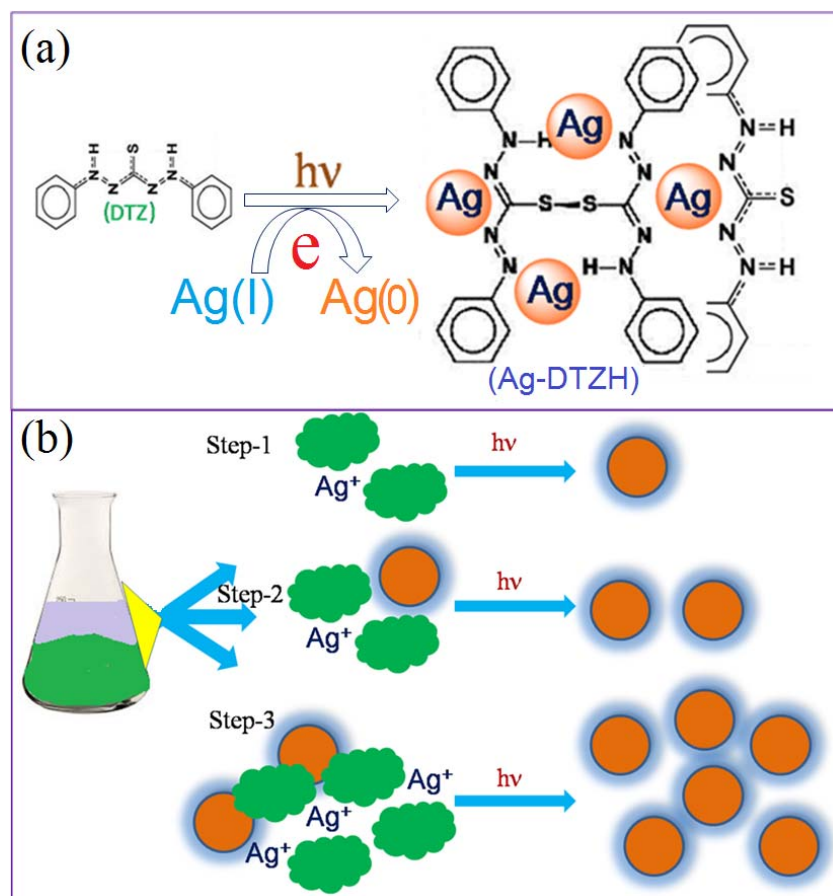 (a)
H S H
N N N N
(DTZ)
hν
e
Ag(I) Ag(0)
N H Ag N N H
N N N
Ag S S Ag S
N N N
N H N N H
Ag
(Ag-DTZH)
(b)
Step-1
Ag⁺
hν
Step-2
Ag⁺
hν
Step-3
Ag⁺
Ag⁺
Ag⁺
hν